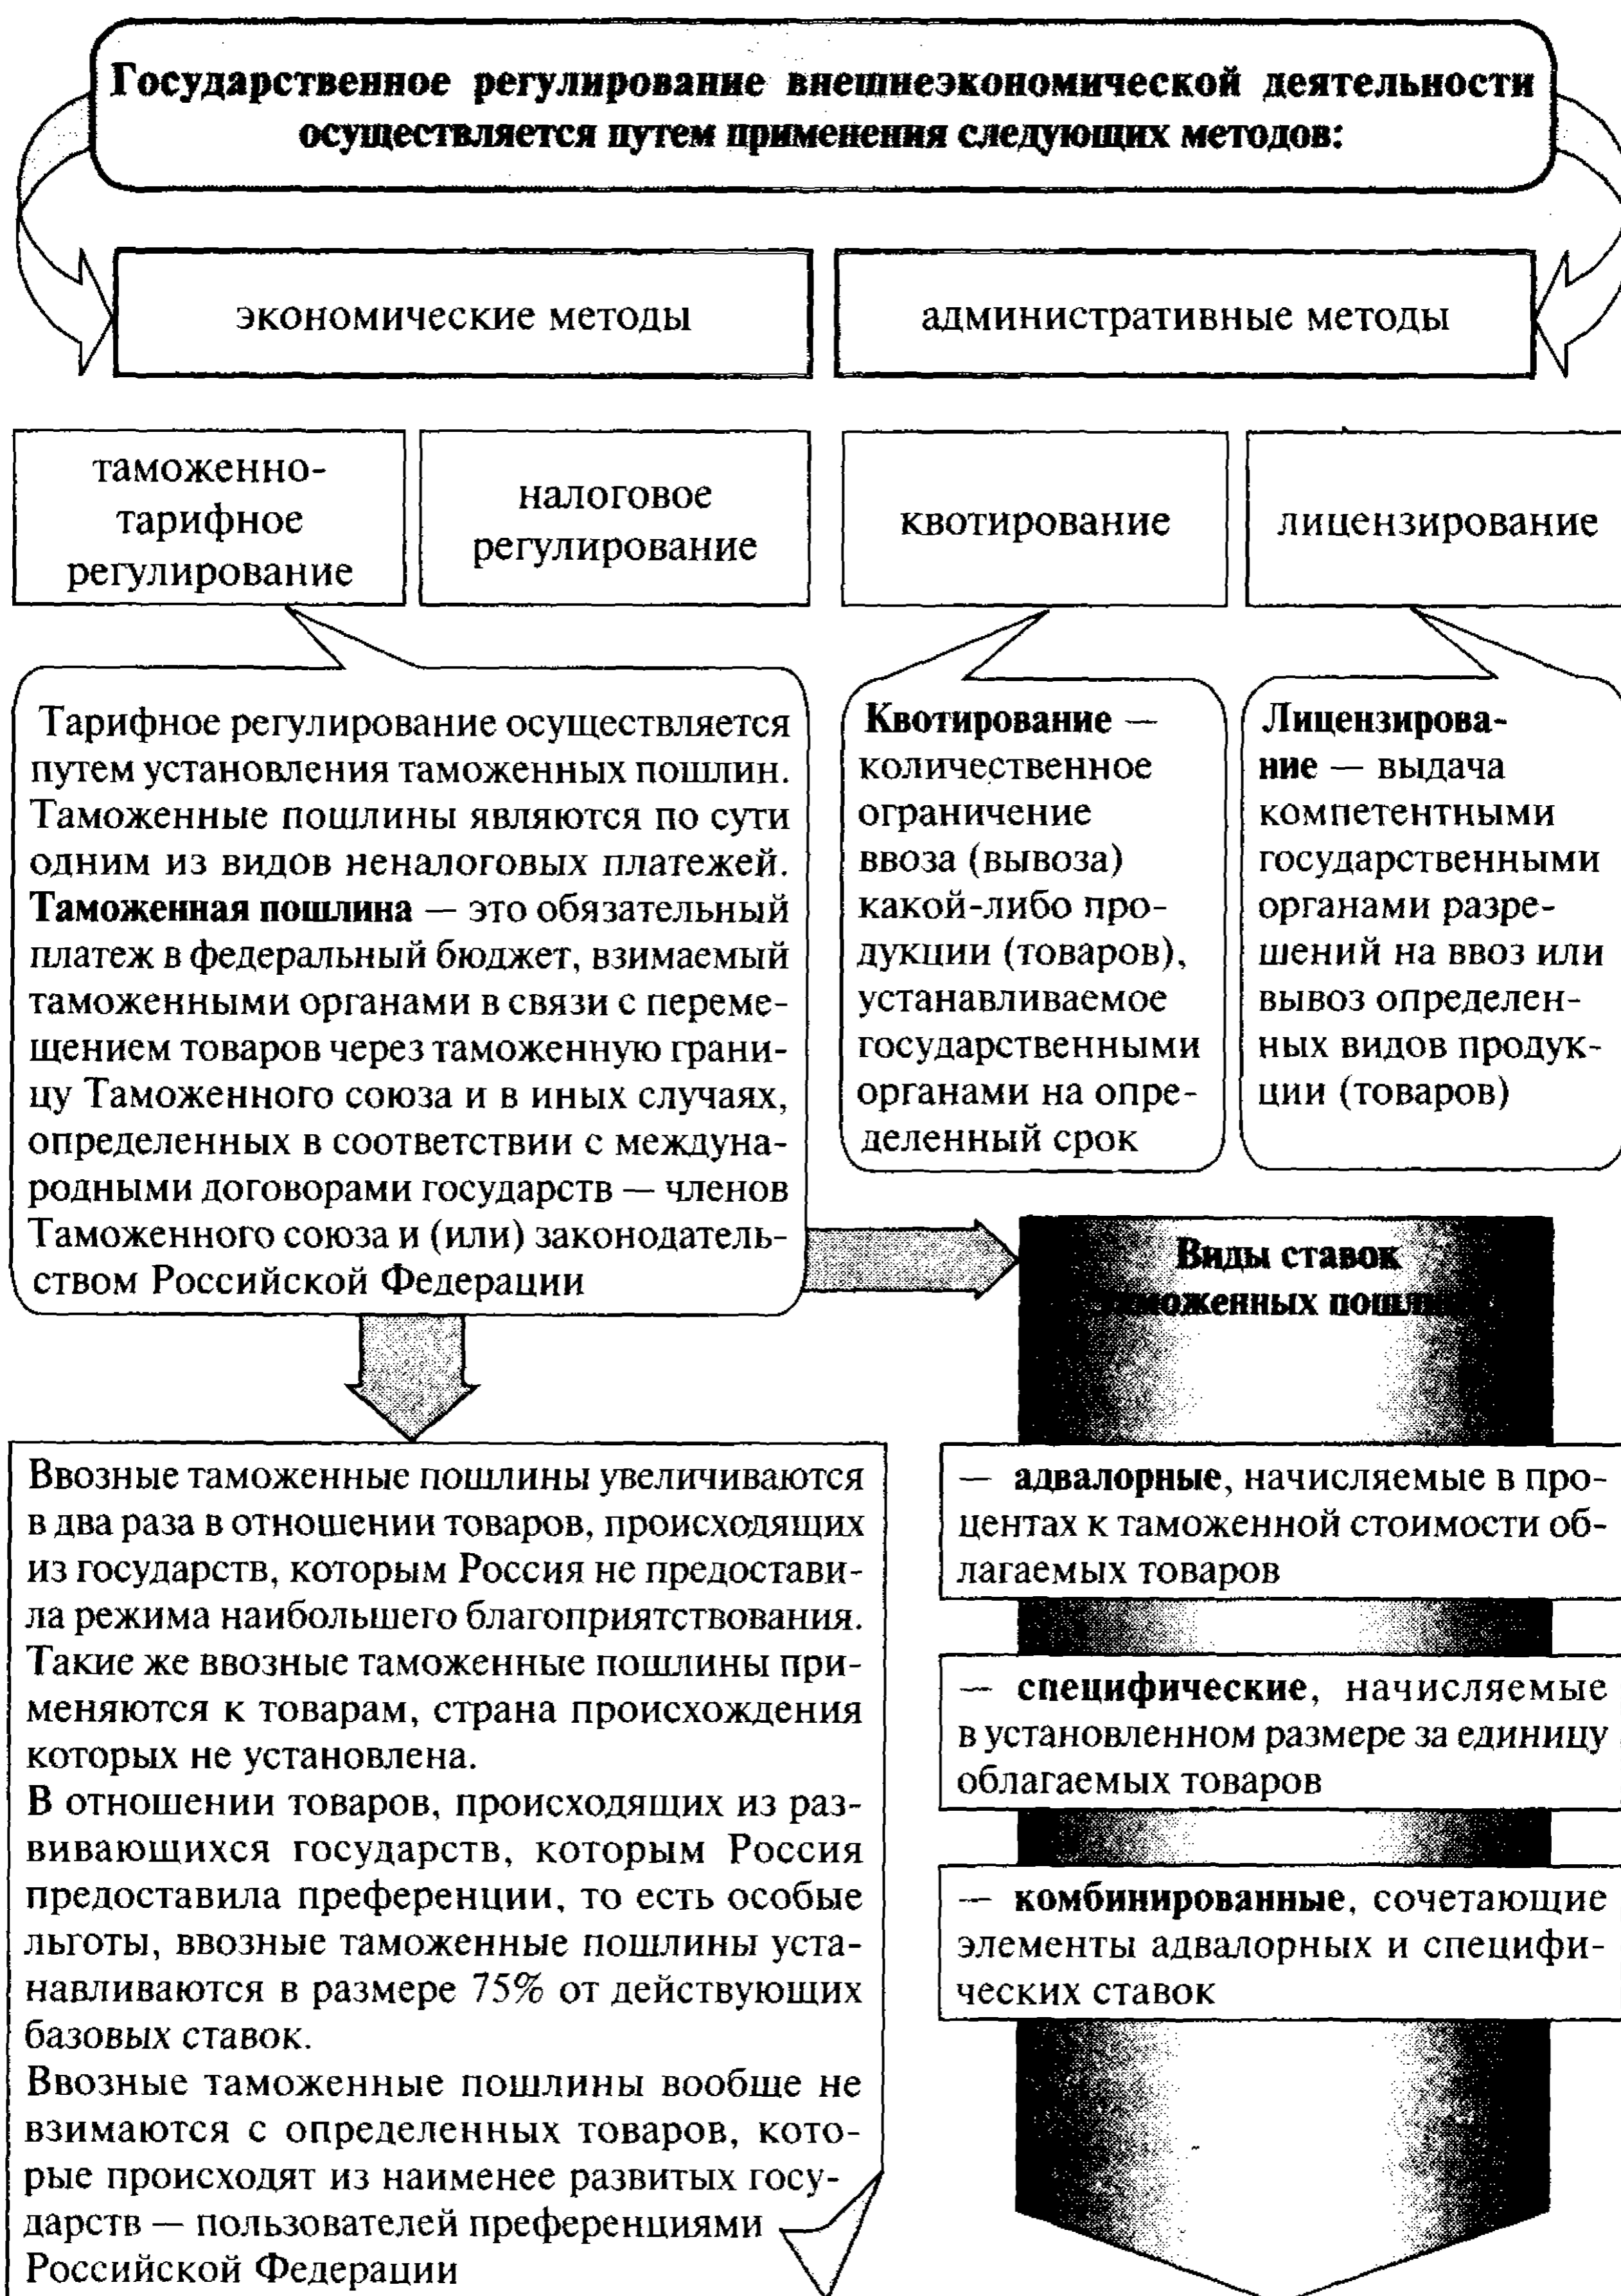 Государственное регулирование внешнеэкономической деятельности
осуществляется путем применения следующих методов:
экономические методы
административные методы
таможенно-
тарифное
регулирование
налоговое
регулирование
квотирование
лицензирование
Тарифное регулирование осуществляется
путем установления таможенных пошлин.
Таможенные пошлины являются по сути
одним из видов неналоговых платежей.
Таможенная пошлина — это обязательный
платеж в федеральный бюджет, взимаемый
таможенными органами в связи с переме-
щением товаров через таможенную грани-
цу Таможенного союза и в иных случаях,
определенных в соответствии с междуна-
родными договорами государств — членов
Таможенного союза и (или) законодатель-
ством Российской Федерации
Квотирование —
количественное
ограничение
ввоза (вывоза)
какой-либо про-
дукции (товаров),
устанавливаемое
государственными
органами на опре-
деленный срок
Лицензирова-
ние — выдача
компетентными
государственными
органами разре-
шений на ввоз или
вывоз определен-
ных видов продук-
ции (товаров)
Виды ставок
таможенных пошлин
Ввозные таможенные пошлины увеличиваются
в два раза в отношении товаров, происходящих
из государств, которым Россия не предостави-
ла режима наибольшего благоприятствования.
Такие же ввозные таможенные пошлины при-
меняются к товарам, страна происхождения
которых не установлена.
В отношении товаров, происходящих из раз-
вивающихся государств, которым Россия
предоставила преференции, то есть особые
льготы, ввозные таможенные пошлины уста-
навливаются в размере 75% от действующих
базовых ставок.
Ввозные таможенные пошлины вообще не
взимаются с определенных товаров, кото-
рые происходят из наименее развитых госу-
дарств — пользователей преференциями
Российской Федерации
— адвалорные, начисляемые в про-
центах к таможенной стоимости об-
лагаемых товаров
— специфические, начисляемые
в установленном размере за единицу
облагаемых товаров
— комбинированные, сочетающие
элементы адвалорных и специфи-
ческих ставок